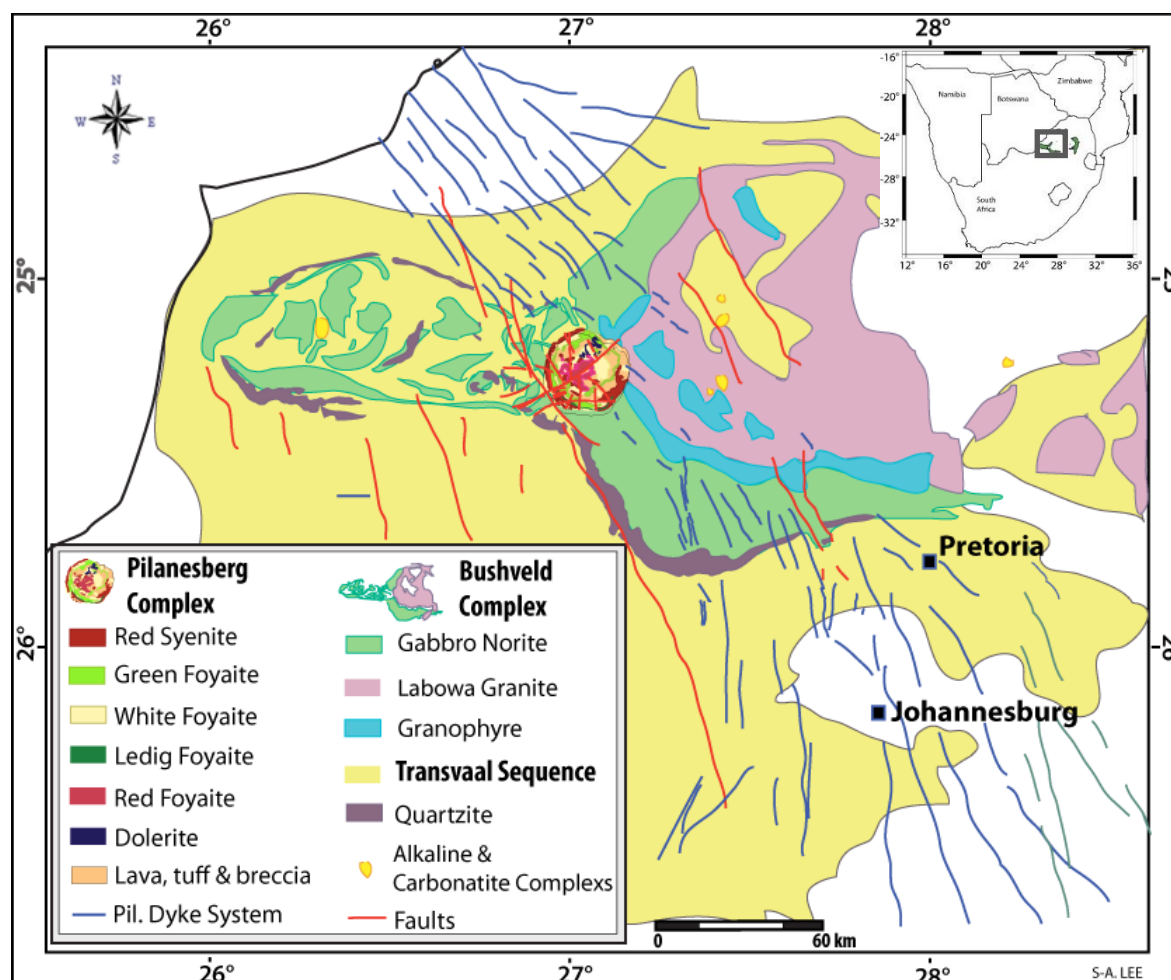 26°
27°
28°
N
W
E
S
-16°
-20°
-24°
-28°
-32°
12°
16°
20°
24°
28°
32°
36°
Zimbabwe
Namibia
Botswana
South
Africa
25°
25
Pretoria
Johannesburg
26°
26
Pilanesberg
Complex
Red Syenite
Green Foyaite
White Foyaite
Ledig Foyaite
Red Foyaite
Dolerite
Lava, tuff & breccia
Pil. Dyke System
Bushveld
Complex
Gabbro Norite
Labowa Granite
Granophyre
Transvaal Sequence
Quartzite
Alkaline &
Carbonatite Complexs
Faults
0
60 km
26°
27°
28°
S-A. LEE